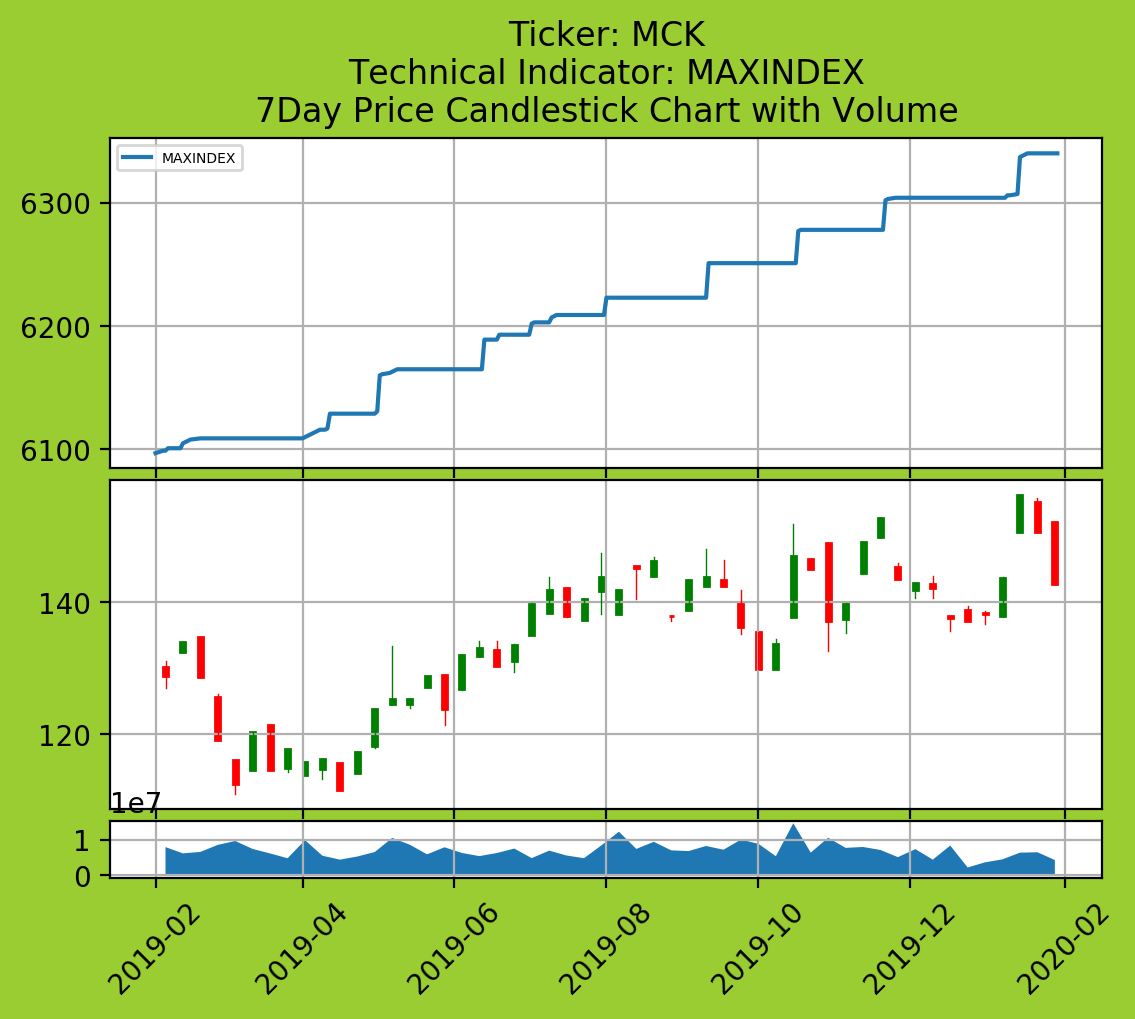 Ticker: MCK
Technical Indicator: MAXINDEX
7Day Price Candlestick Chart with Volume
MAXINDEX
6300
6200
6100
140
120
1e7
1
0
2019-02
2019-04
2019-06
2019-08
2019-10
2019-12
2020-02